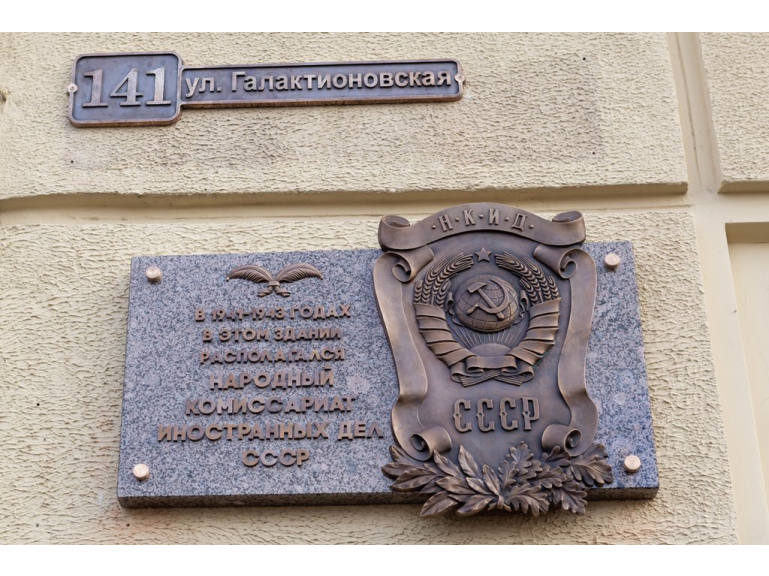 141 ул. Галактионовская
Н·К·И·Д
В 1941-1943 ГОДАХ
В ЭТОМ ЗДАНИИ
РАСПОЛАГАЛСЯ
НАРОДНЫЙ
КОМИССАРИАТ
ИНОСТРАННЫХ ДЕЛ
СССР
СССР